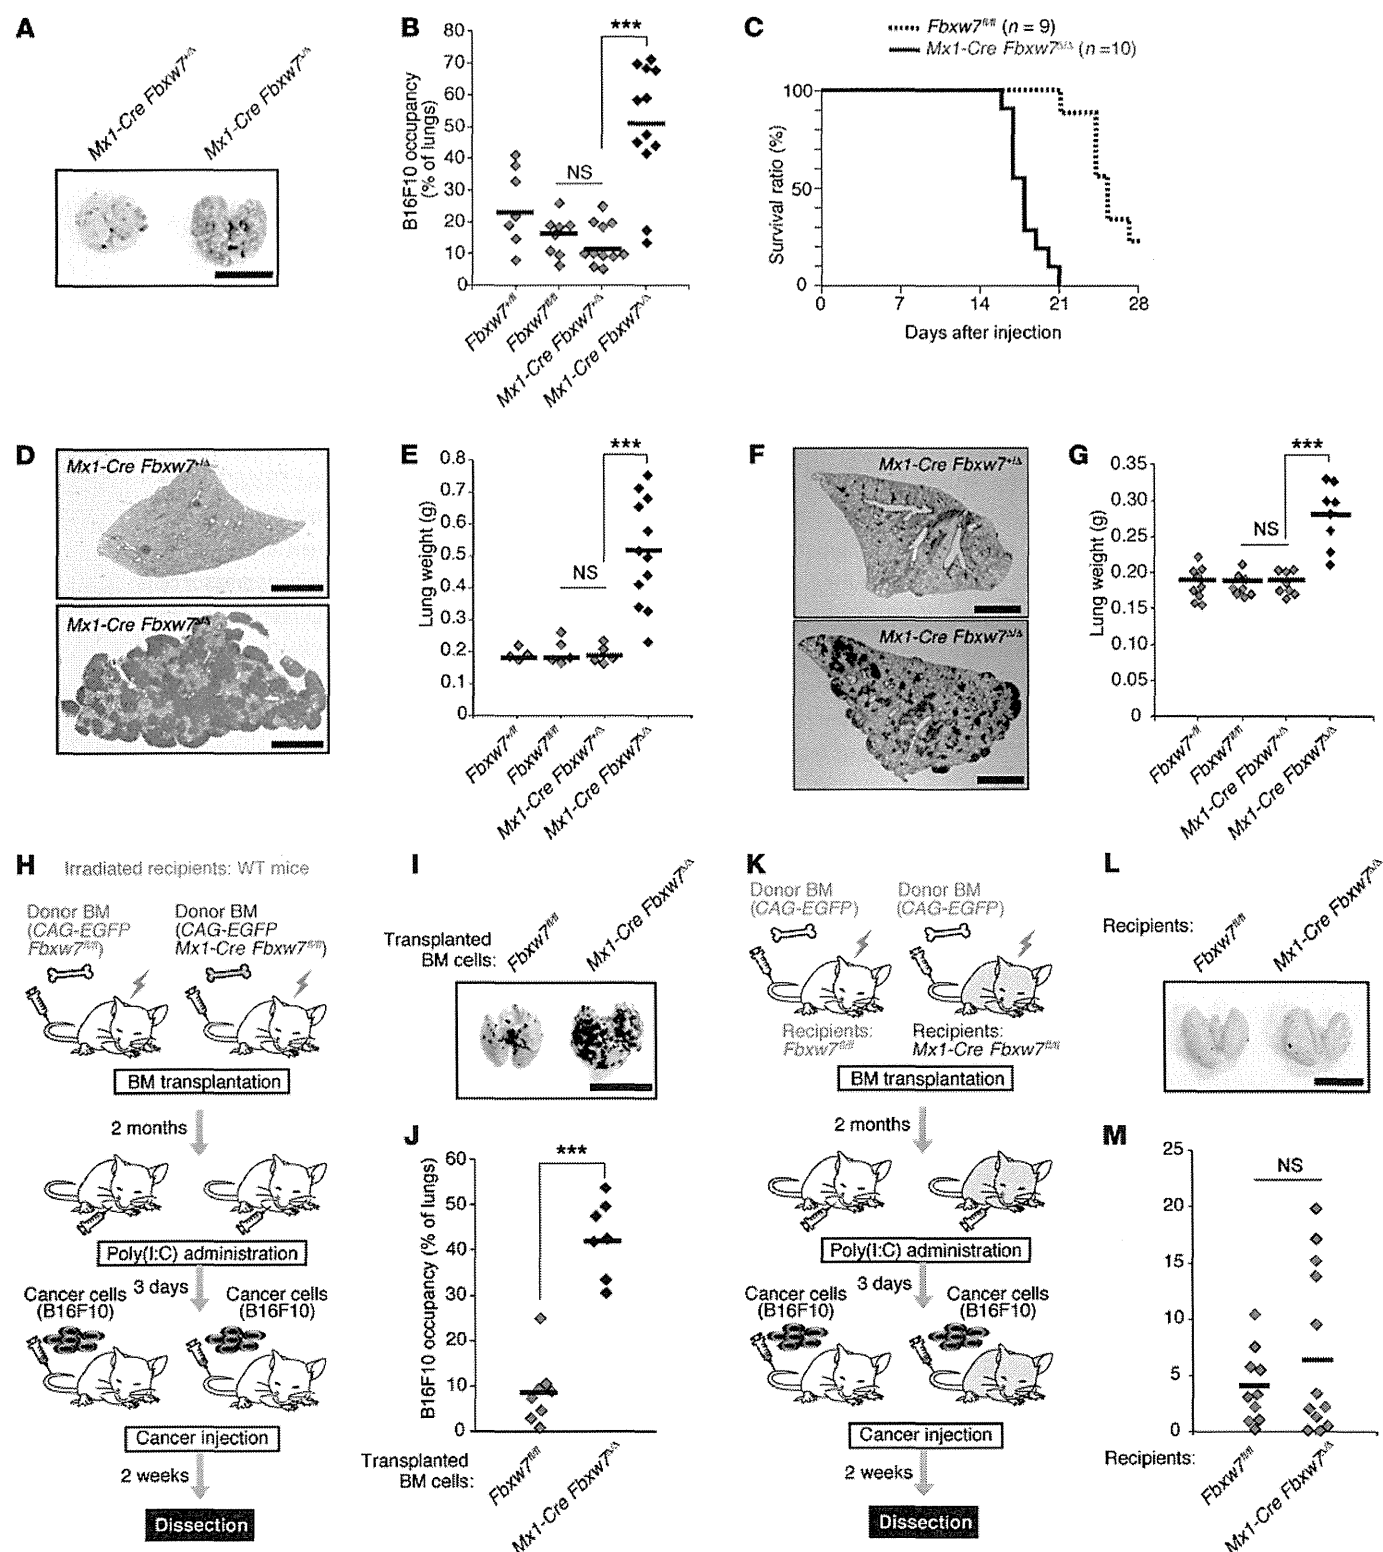 A
Mx1-Cre Fbxw7+/Δ
Mx1-Cre Fbxw7Δ/Δ
B
B16F10 occupancy
(% of lungs)
80
70
60
50
40
30
20
10
0
NS
***
Fbxw7+/fl
Fbxw7fl/fl
Mx1-Cre Fbxw7+/Δ
Mx1-Cre Fbxw7Δ/Δ
C
Fbxw7fl/fl (n = 9)
Mx1-Cre Fbxw7Δ/Δ (n =10)
Survival ratio (%)
100
50
0
0 7 14 21 28
Days after injection
D
Mx1-Cre Fbxw7+/Δ
Mx1-Cre Fbxw7Δ/Δ
E
Lung weight (g)
0.8
0.7
0.6
0.5
0.4
0.3
0.2
0.1
0
NS
***
Fbxw7+/fl
Fbxw7fl/fl
Mx1-Cre Fbxw7+/Δ
Mx1-Cre Fbxw7Δ/Δ
F
Mx1-Cre Fbxw7+/Δ
Mx1-Cre Fbxw7Δ/Δ
G
Lung weight (g)
0.35
0.30
0.25
0.20
0.15
0.10
0.05
0
NS
***
Fbxw7+/fl
Fbxw7fl/fl
Mx1-Cre Fbxw7+/Δ
Mx1-Cre Fbxw7Δ/Δ
H
Irradiated recipients: WT mice
Donor BM
(CAG-EGFP
Fbxw7fl/fl)
Donor BM
(CAG-EGFP
Mx1-Cre Fbxw7fl/fl)
BM transplantation
2 months
Poly(I:C) administration
3 days
Cancer cells
(B16F10)
Cancer cells
(B16F10)
Cancer injection
2 weeks
Dissection
I
Transplanted
BM cells:
Fbxw7fl/fl
Mx1-Cre Fbxw7Δ/Δ
J
B16F10 occupancy (% of lungs)
60
50
40
30
20
10
0
***
Transplanted
BM cells:
Fbxw7fl/fl
Mx1-Cre Fbxw7Δ/Δ
K
Donor BM
(CAG-EGFP)
Donor BM
(CAG-EGFP)
Recipients:
Fbxw7fl/fl
Recipients:
Mx1-Cre Fbxw7fl/fl
BM transplantation
2 months
Poly(I:C) administration
3 days
Cancer cells
(B16F10)
Cancer cells
(B16F10)
Cancer injection
2 weeks
Dissection
L
Recipients:
Fbxw7fl/fl
Mx1-Cre Fbxw7Δ/Δ
M
25
20
15
10
5
0
NS
Recipients:
Fbxw7fl/fl
Mx1-Cre Fbxw7Δ/Δ